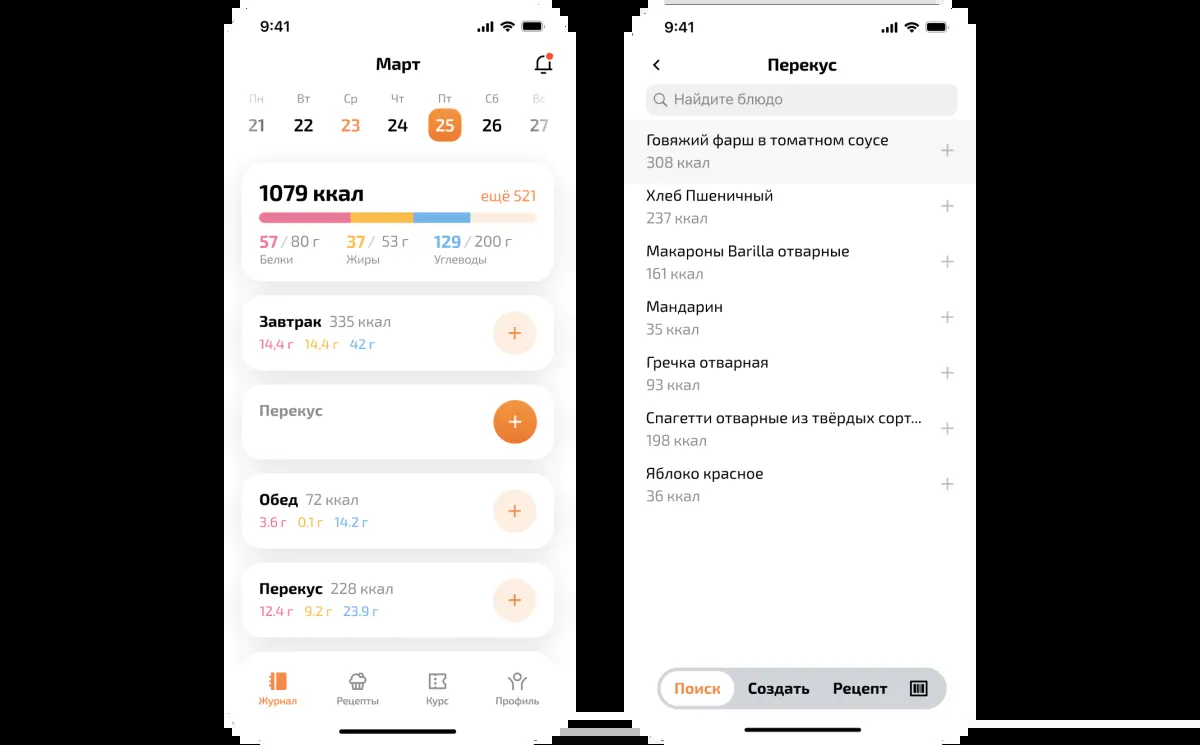 9:41
Март
Пн Вт Ср Чт Пт Сб Вс
21 22 23 24 25 26 27
1079 ккал ещё 521
57 / 80 г 37 / 53 г 129 / 200 г
Белки Жиры Углеводы
Завтрак 335 ккал
14,4 г 14,4 г 42 г
Перекус
Обед 72 ккал
3.6 г 0.1 г 14.2 г
Перекус 228 ккал
12.4 г 9.2 г 23.9 г
Журнал Рецепты Курс Профиль
9:41
Перекус
Найдите блюдо
Говяжий фарш в томатном соусе
308 ккал
Хлеб Пшеничный
237 ккал
Макароны Barilla отварные
161 ккал
Мандарин
35 ккал
Гречка отварная
93 ккал
Спагетти отварные из твёрдых сорт...
198 ккал
Яблоко красное
36 ккал
Поиск Создать Рецепт